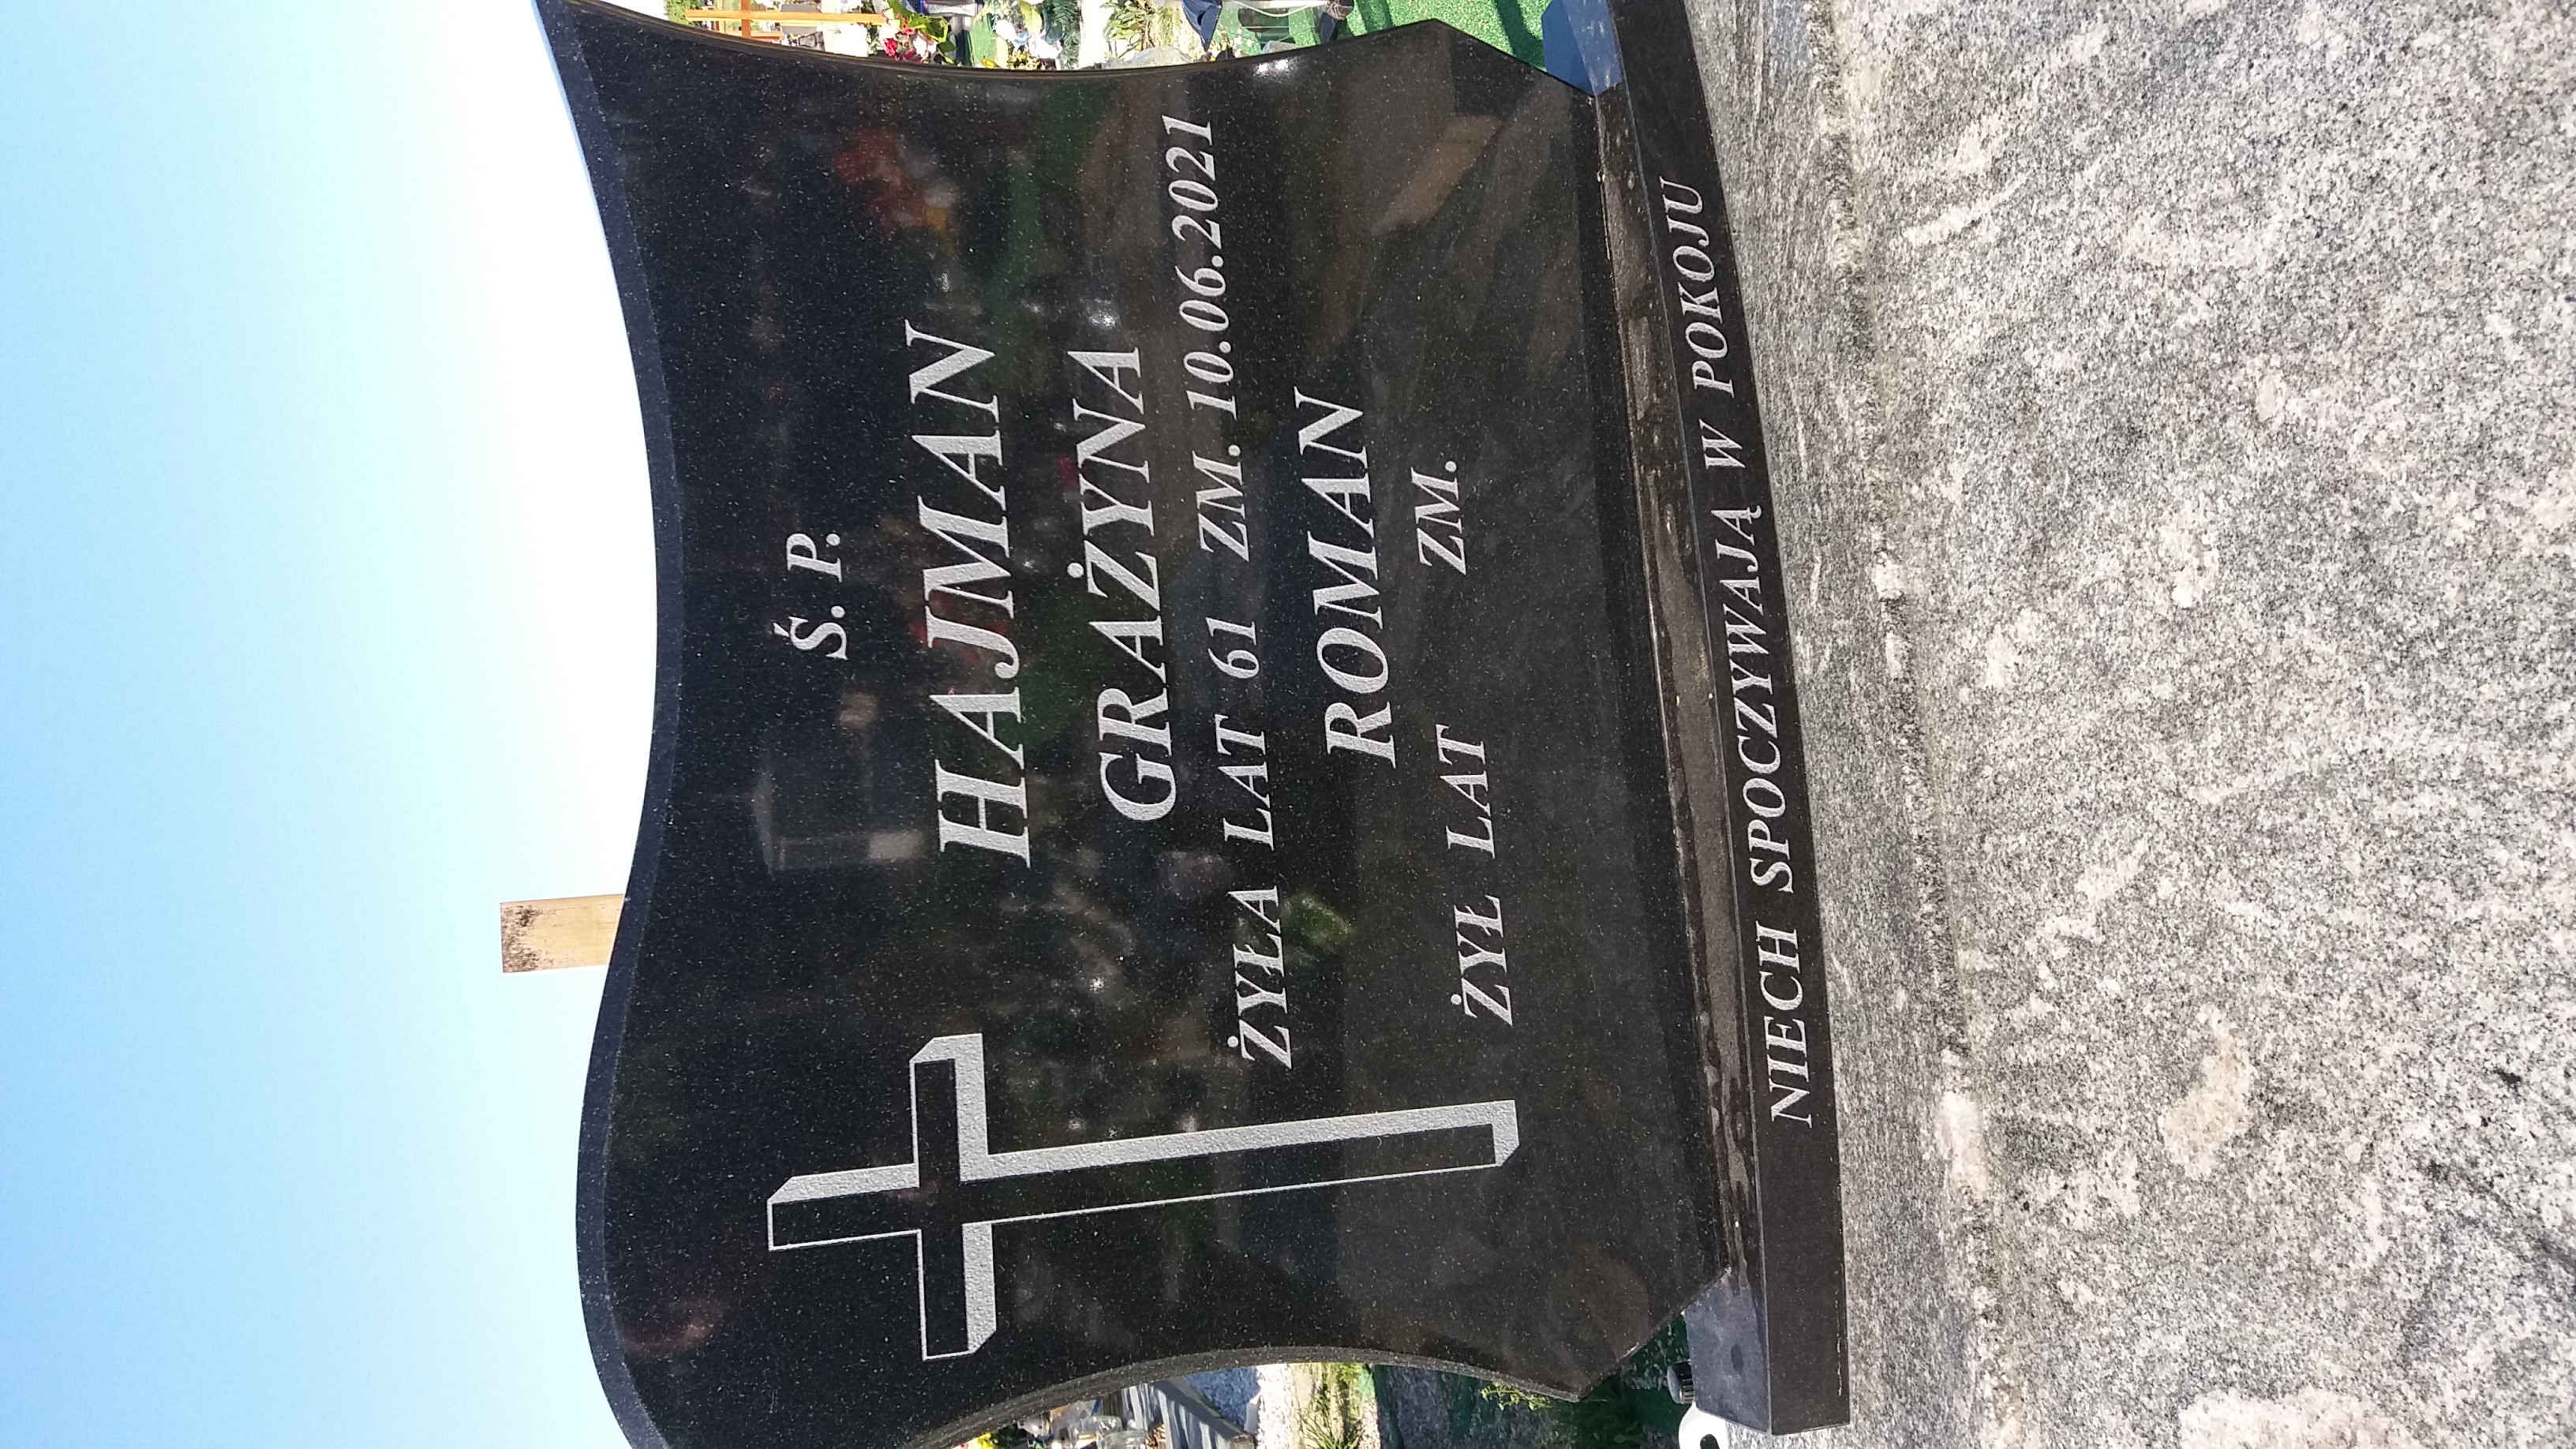 Ś. P.
HAJMAN
GRAŻYNA
ŻYŁA LAT 61 ZM. 10.06.2021
ROMAN
ŻYŁ LAT ZM.
NIECH SPOCZYWAJĄ W POKOJU